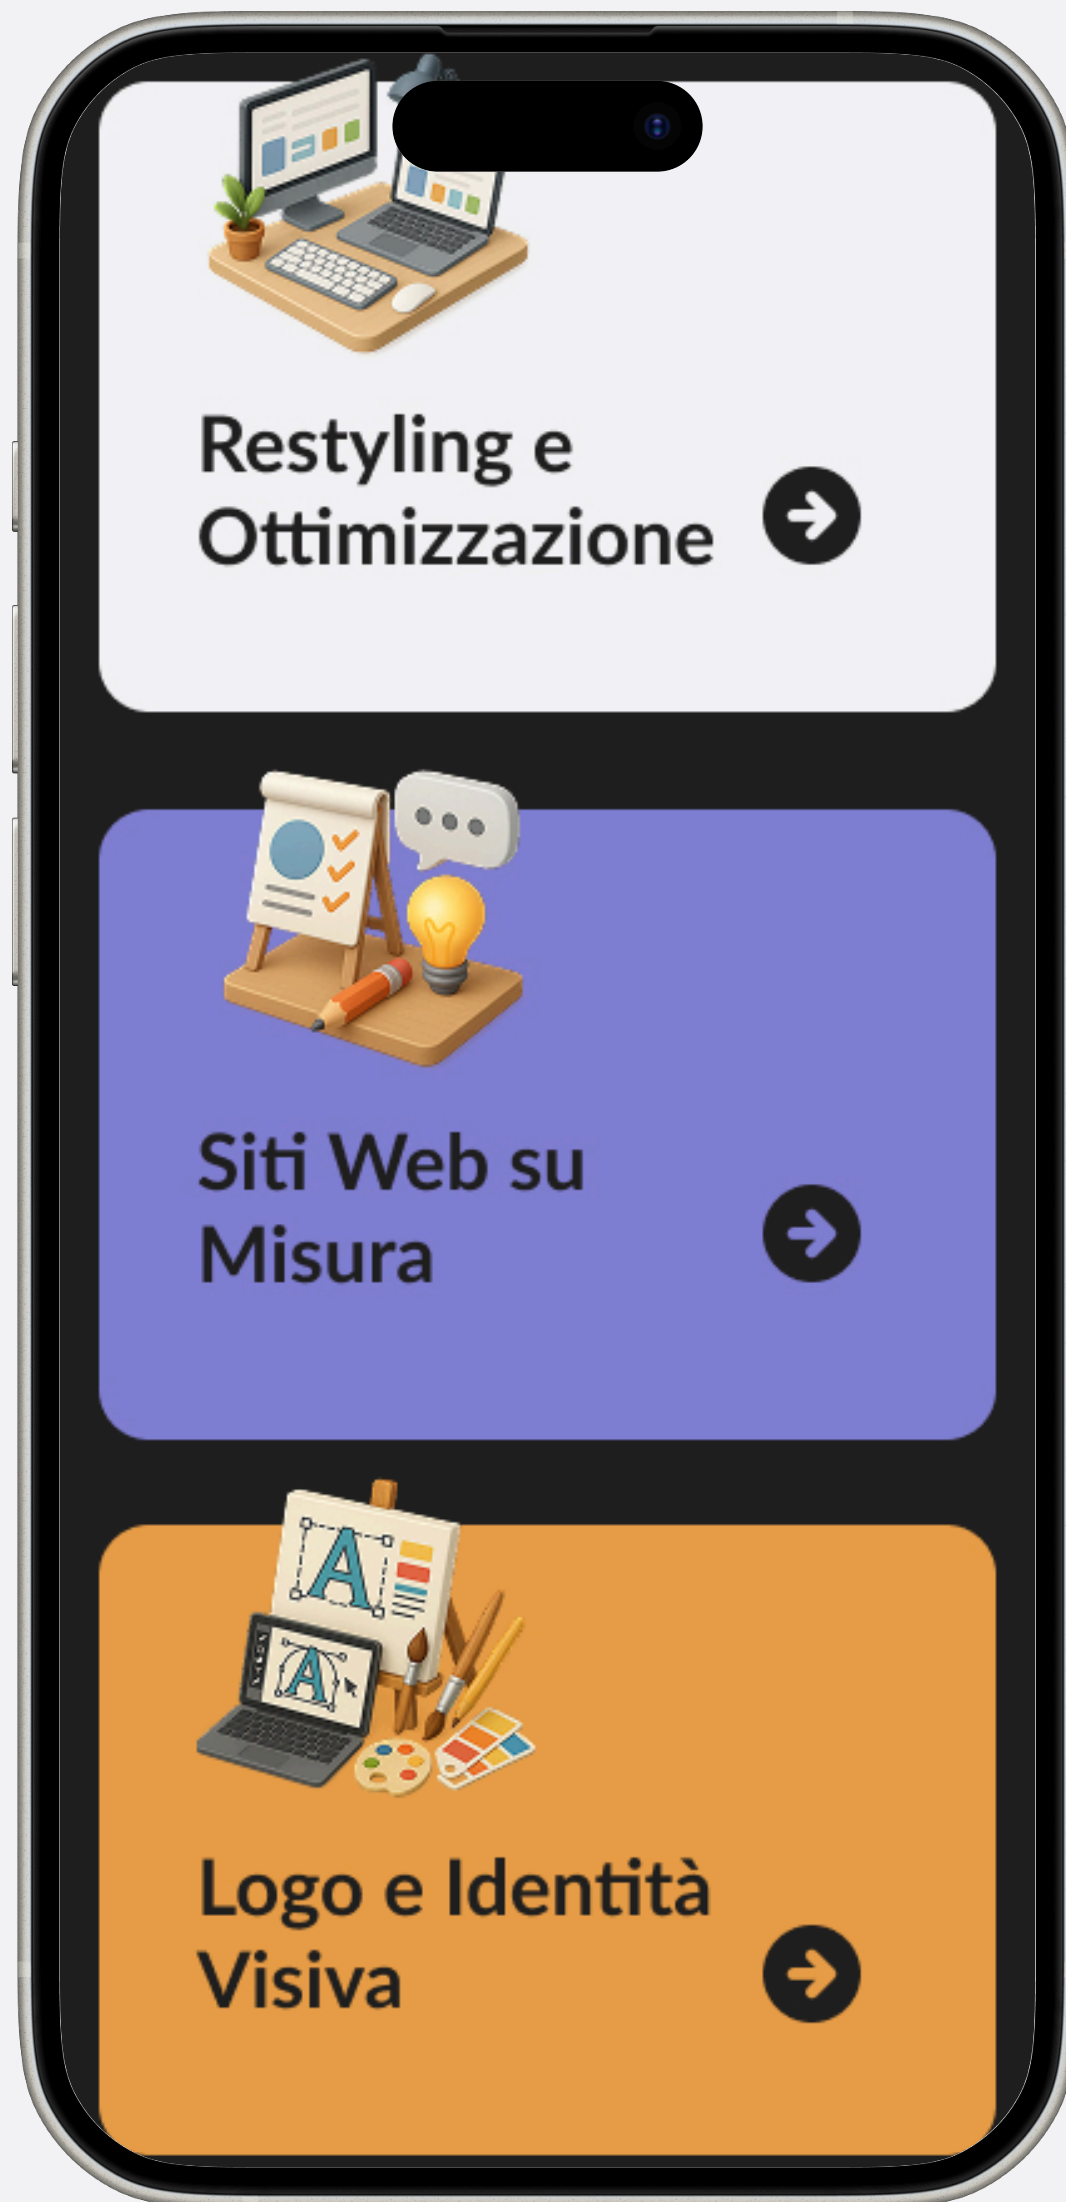 Restyling e
Ottimizzazione
Siti Web su
Misura
A
A
Logo e Identità
Visiva